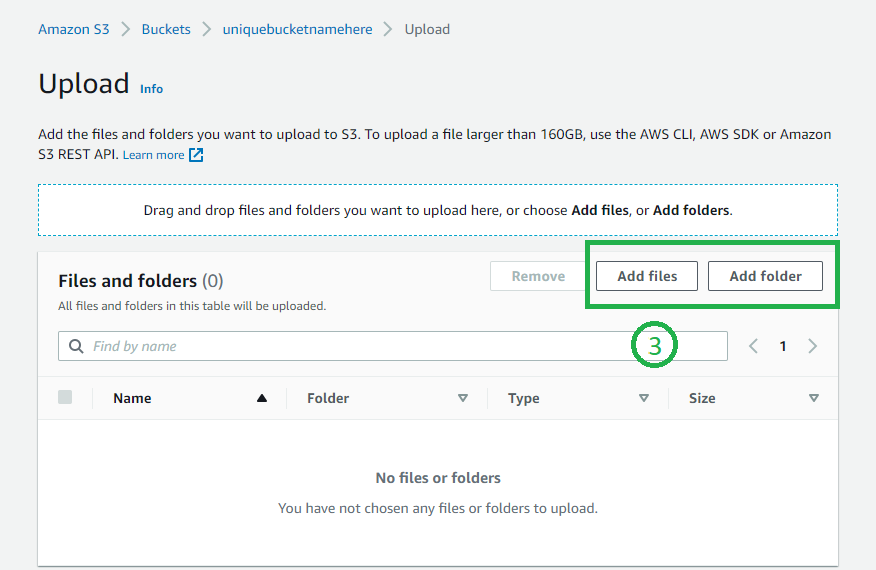 Amazon S3 > Buckets > uniquebucketnamehere > Upload
Upload Info
Add the files and folders you want to upload to S3. To upload a file larger than 160GB, use the AWS CLI, AWS SDK or Amazon
S3 REST API. Learn more
Drag and drop files and folders you want to upload here, or choose Add files, or Add folders.
Files and folders (0)
Remove Add files Add folder
All files and folders in this table will be uploaded.
Find by name 3 < 1 >
Name Folder Type Size
No files or folders
You have not chosen any files or folders to upload.